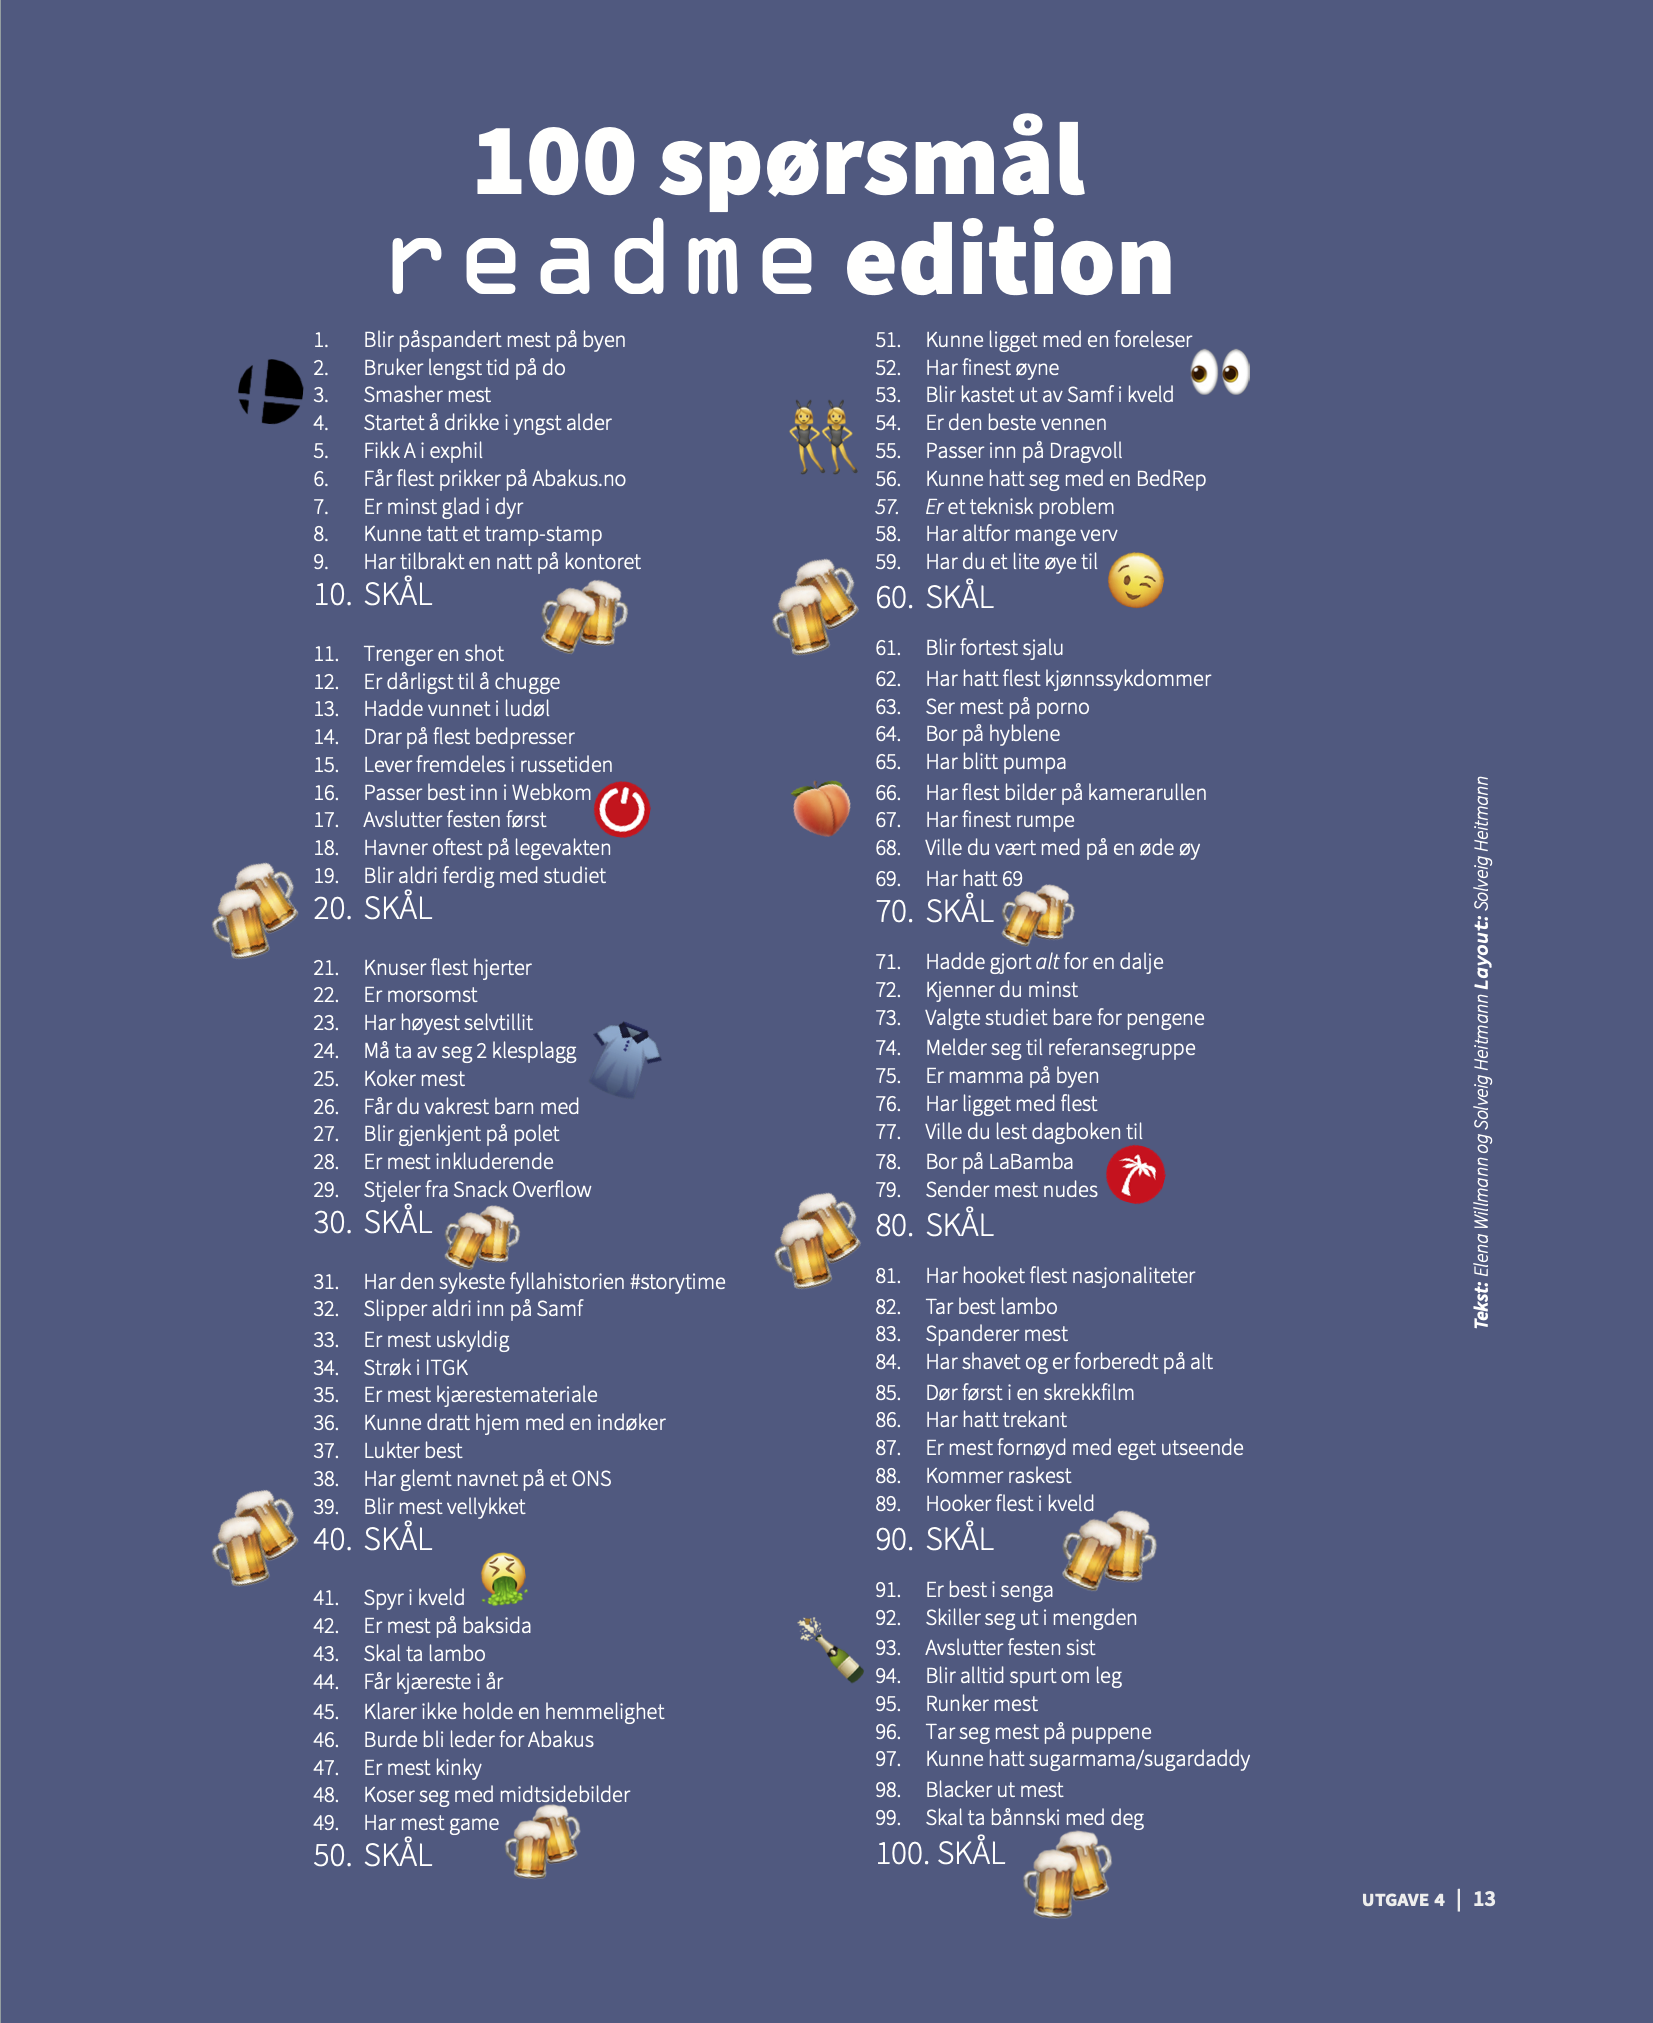 100 spørsmål
readme edition
1. Blir påspandert mest på byen
2. Bruker lengst tid på do
3. Smasher mest
4. Startet å drikke i yngst alder
5. Fikk A i exphil
6. Får flest prikker på Abakus.no
7. Er minst glad i dyr
8. Kunne tatt et tramp-stamp
9. Har tilbrakt en natt på kontoret
10. SKÅL
11. Trenger en shot
12. Er dårligst til å chugge
13. Hadde vunnet i ludøl
14. Drar på flest bedpresser
15. Lever fremdeles i russetiden
16. Passer best inn i Webkom
17. Avslutter festen først
18. Havner oftest på legevakten
19. Blir aldri ferdig med studiet
20. SKÅL
21. Knuser flest hjerter
22. Er morsomst
23. Har høyest selvtillit
24. Må ta av seg 2 klesplagg
25. Koker mest
26. Får du vakrest barn med
27. Blir gjenkjent på polet
28. Er mest inkluderende
29. Stjeler fra Snack Overflow
30. SKÅL
31. Har den sykeste fyllahistorien #storytime
32. Slipper aldri inn på Samf
33. Er mest uskyldig
34. Strøk i ITGK
35. Er mest kjærestemateriale
36. Kunne dratt hjem med en indøker
37. Lukter best
38. Har glemt navnet på et ONS
39. Blir mest vellykket
40. SKÅL
41. Spyr i kveld
42. Er mest på baksida
43. Skal ta lambo
44. Får kjæreste i år
45. Klarer ikke holde en hemmelighet
46. Burde bli leder for Abakus
47. Er mest kinky
48. Koser seg med midtsidebilder
49. Har mest game
50. SKÅL
51. Kunne ligget med en foreleser
52. Har finest øyne
53. Blir kastet ut av Samf i kveld
54. Er den beste vennen
55. Passer inn på Dragvoll
56. Kunne hatt seg med en BedRep
57. Er et teknisk problem
58. Har altfor mange verv
59. Har du et lite øye til
60. SKÅL
61. Blir fortest sjalu
62. Har hatt flest kjønnssykdommer
63. Ser mest på porno
64. Bor på hyblene
65. Har blitt pumpa
66. Har flest bilder på kamerarullen
67. Har finest rumpe
68. Ville du vært med på en øde øy
69. Har hatt 69
70. SKÅL
71. Hadde gjort alt for en dalje
72. Kjenner du minst
73. Valgte studiet bare for pengene
74. Melder seg til referansegruppe
75. Er mamma på byen
76. Har ligget med flest
77. Ville du lest dagboken til
78. Bor på LaBamba
79. Sender mest nudes
80. SKÅL
81. Har hooket flest nasjonaliteter
82. Tar best lambo
83. Spanderer mest
84. Har shavet og er forberedt på alt
85. Dør først i en skrekkfilm
86. Har hatt trekant
87. Er mest fornøyd med eget utseende
88. Kommer raskest
89. Hooker flest i kveld
90. SKÅL
91. Er best i senga
92. Skiller seg ut i mengden
93. Avslutter festen sist
94. Blir alltid spurt om leg
95. Runker mest
96. Tar seg mest på puppene
97. Kunne hatt sugarmama/sugardaddy
98. Blacker ut mest
99. Skal ta bånnski med deg
100. SKÅL
Tekst: Elena Willmann og Solveig Heitmann Layout: Solveig Heitmann
UTGAVE 4 | 13